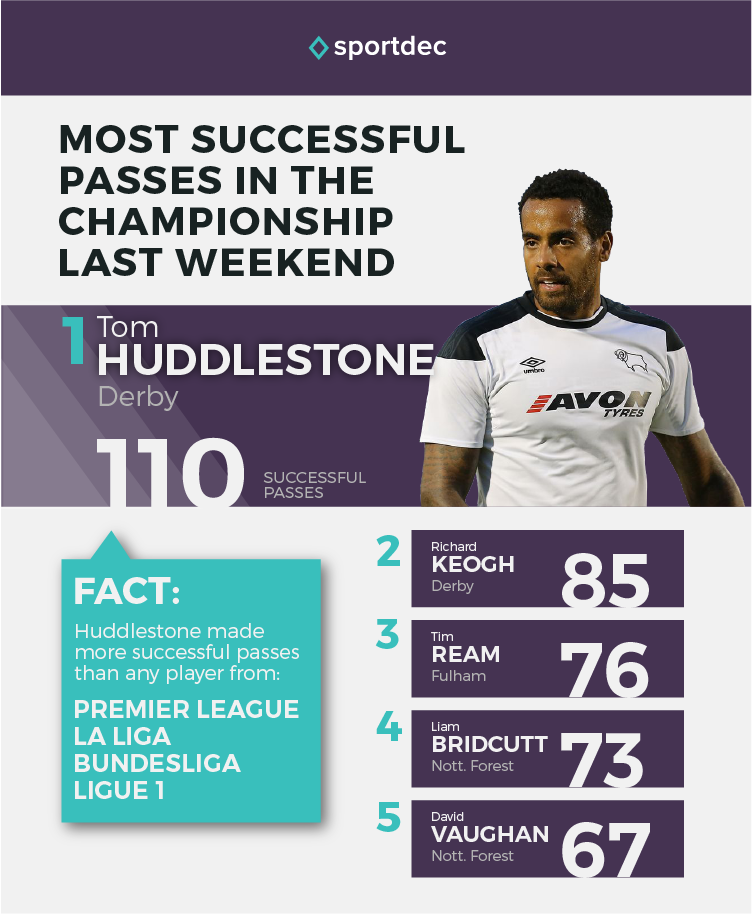 sportdec
MOST SUCCESSFUL
PASSES IN THE
CHAMPIONSHIP
LAST WEEKEND
1
Tom
HUDDLESTONE
Derby
110
SUCCESSFUL
PASSES
umbro
AVON
TYRES
FACT:
Huddlestone made
more successful passes
than any player from:
PREMIER LEAGUE
LA LIGA
BUNDESLIGA
LIGUE 1
2
Richard
KEOGH
Derby
85
3
Tim
REAM
Fulham
76
4
Liam
BRIDCUTT
Nott. Forest
73
5
David
VAUGHAN
Nott. Forest
67